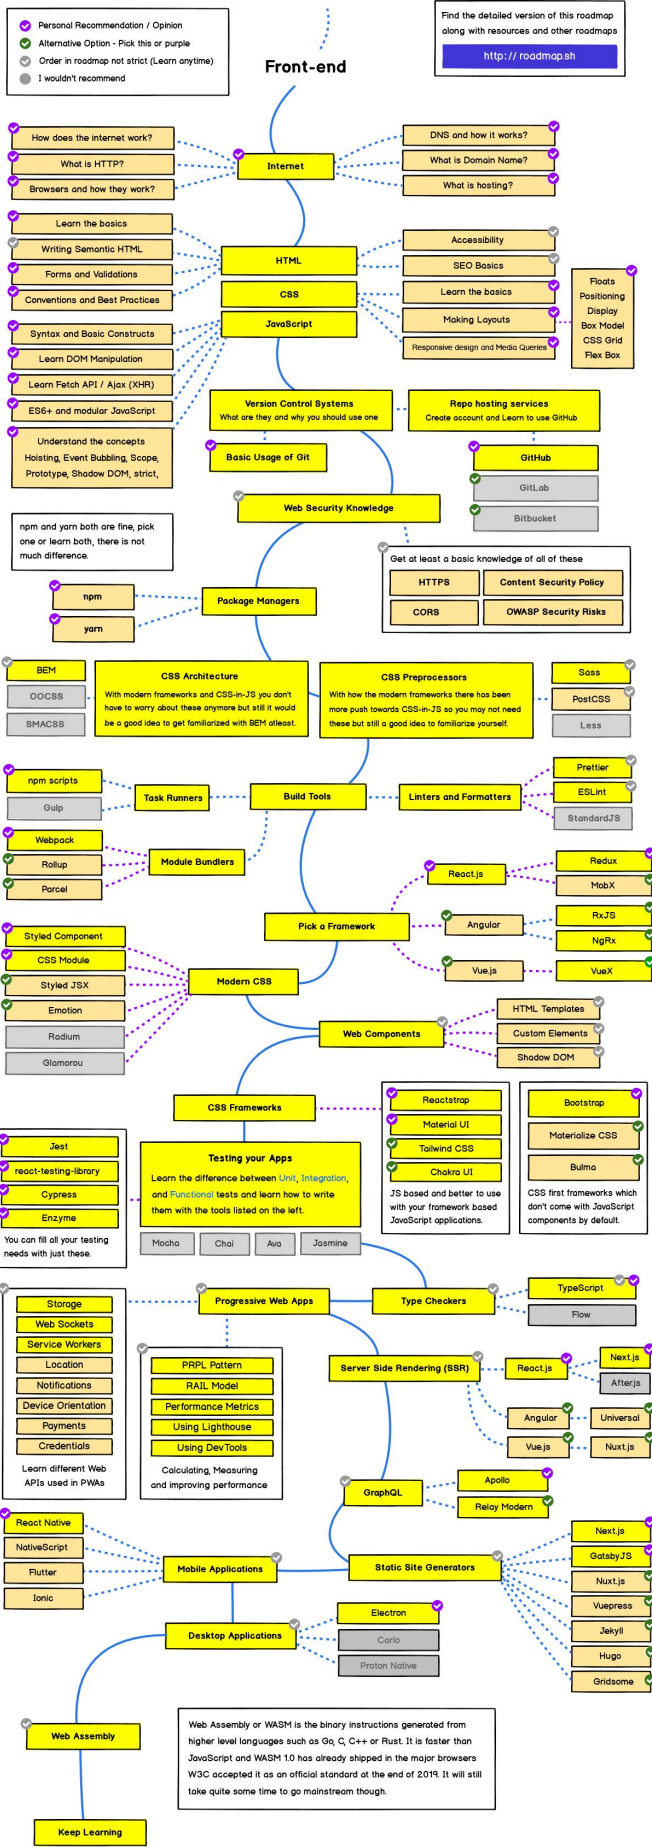 Personal Recommendation / Opinion
Alternative Option - Pick this or purple
Order in roadmap not strict (Learn anytime)
I wouldn't recommend
Find the detailed version of this roadmap
along with resources and other roadmaps
http:// roadmap.sh
Front-end
How does the internet work?
What is HTTP?
Browsers and how they work?
Internet
DNS and how it works?
What is Domain Name?
What is hosting?
Learn the basics
Writing Semantic HTML
Forms and Validations
Conventions and Best Practices
HTML
CSS
JavaScript
Accessibility
SEO Basics
Learn the basics
Making Layouts
Responsive design and Media Queries
Floats
Positioning
Display
Box Model
CSS Grid
Flex Box
Syntax and Basic Constructs
Learn DOM Manipulation
Learn Fetch API / Ajax (XHR)
ES6+ and modular JavaScript
Understand the concepts
Hoisting, Event Bubbling, Scope,
Prototype, Shadow DOM, strict,
Version Control Systems
What are they and why you should use one
Repo hosting services
Create account and Learn to use GitHub
Basic Usage of Git
GitHub
GitLab
Bitbucket
Web Security Knowledge
npm and yarn both are fine, pick
one or learn both, there is not
much difference.
Get at least a basic knowledge of all of these
HTTPS
Content Security Policy
CORS
OWASP Security Risks
npm
yarn
Package Managers
BEM
OOCSS
SMACSS
CSS Architecture
With modern frameworks and CSS-in-JS you don't
have to worry about these anymore but still it would
be a good idea to get familiarized with BEM atleast.
CSS Preprocessors
With how the modern frameworks there has been
more push towards CSS-in-JS so you may not need
these but still a good idea to familiarize yourself.
Sass
PostCSS
Less
npm scripts
Gulp
Task Runners
Build Tools
Linters and Formatters
Prettier
ESLint
StandardJS
Webpack
Rollup
Parcel
Module Bundlers
React.js
Redux
MobX
Pick a Framework
Angular
RxJS
NgRx
Vue.js
VueX
Styled Component
CSS Module
Styled JSX
Emotion
Radium
Glamorou
Modern CSS
Web Components
HTML Templates
Custom Elements
Shadow DOM
CSS Frameworks
Reactstrap
Material UI
Tailwind CSS
Chakra UI
JS based and better to use
with your framework based
JavaScript applications.
Bootstrap
Materialize CSS
Bulma
CSS first frameworks which
don't come with JavaScript
components by default.
Jest
react-testing-library
Cypress
Enzyme
You can fill all your testing
needs with just these.
Testing your Apps
Learn the difference between Unit, Integration,
and Functional tests and learn how to write
them with the tools listed on the left.
Mocha
Chai
Ava
Jasmine
Progressive Web Apps
Type Checkers
TypeScript
Flow
Storage
Web Sockets
Service Workers
Location
Notifications
Device Orientation
Payments
Credentials
Learn different Web
APIs used in PWAs
PRPL Pattern
RAIL Model
Performance Metrics
Using Lighthouse
Using DevTools
Calculating, Measuring
and improving performance
Server Side Rendering (SSR)
React.js
Next.js
After.js
Angular
Universal
Vue.js
Nuxt.js
GraphQL
Apollo
Relay Modern
React Native
NativeScript
Flutter
Ionic
Mobile Applications
Static Site Generators
Next.js
GatsbyJS
Nuxt.js
Vuepress
Jekyll
Hugo
Gridsome
Desktop Applications
Electron
Carlo
Proton Native
Web Assembly
Web Assembly or WASM is the binary instructions generated from
higher level languages such as Go, C, C++ or Rust. It is faster than
JavaScript and WASM 1.0 has already shipped in the major browsers
W3C accepted it as an official standard at the end of 2019. It will still
take quite some time to go mainstream though.
Keep Learning